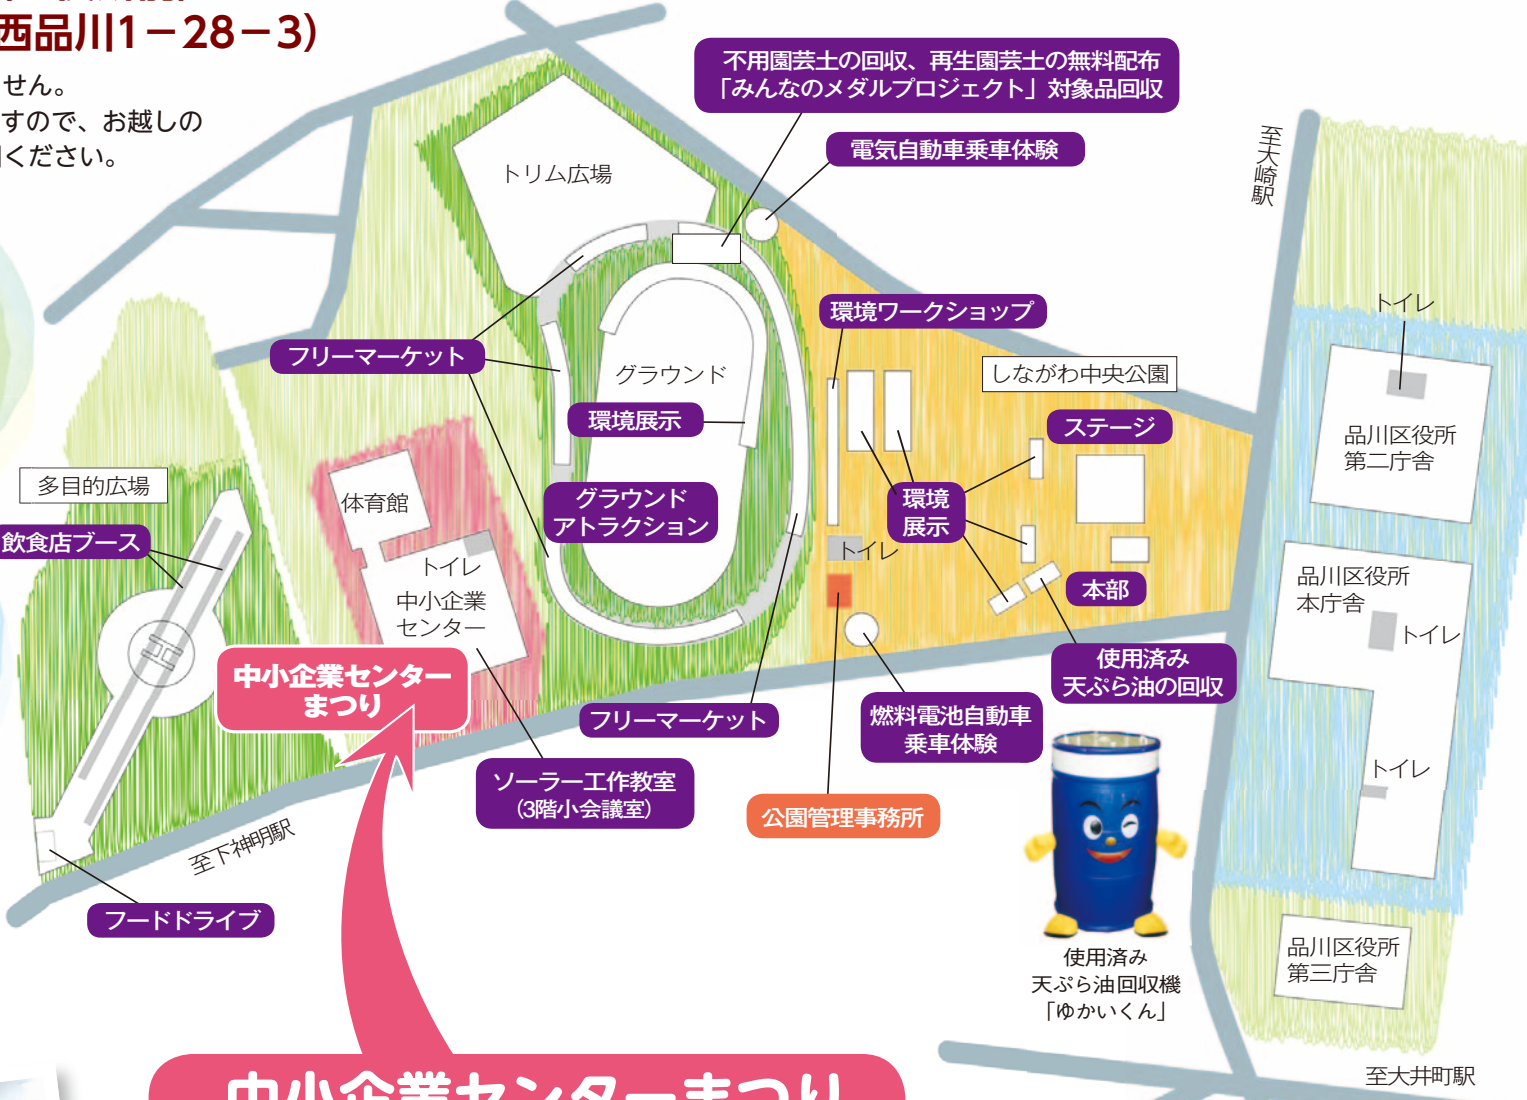 西品川1−28−3)
せん。
すので、お越しの
ください。
不用園芸土の回収、再生園芸土の無料配布
「みんなのメダルプロジェクト」対象品回収
電気自動車乗車体験
トリム広場
至大崎駅
環境ワークショップ
トイレ
フリーマーケット
グラウンド
しながわ中央公園
環境展示
ステージ
品川区役所
第二庁舎
多目的広場
体育館
グラウンド
アトラクション
環境
展示
飲食店ブース
トイレ
トイレ
中小企業
センター
本部
品川区役所
本庁舎
トイレ
中小企業センター
まつり
使用済み
天ぷら油の回収
フリーマーケット
燃料電池自動車
乗車体験
ソーラー工作教室
(3階小会議室)
公園管理事務所
トイレ
至下神明駅
フードドライブ
使用済み
天ぷら油回収機
「ゆかいくん」
品川区役所
第三庁舎
至大井町駅
中小企業センターまつり